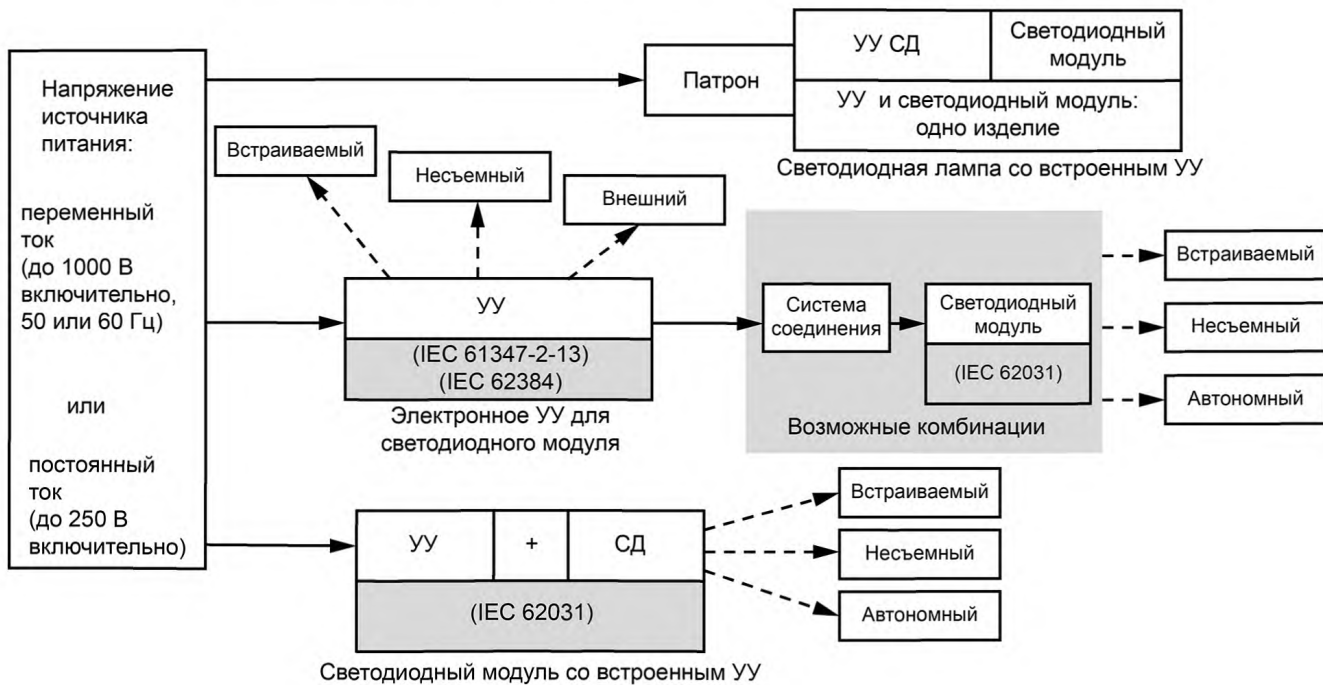 Напряжение
источника
питания:
переменный
ток
(до 1000 В
включительно,
50 или 60 Гц)
или
постоянный
ток
(до 250 В
включительно)
Патрон
УУ СД
Светодиодный
модуль
УУ и светодиодный модуль:
одно изделие
Светодиодная лампа со встроенным УУ
Встраиваемый
Несъемный
Внешний
УУ
(IEC 61347-2-13)
(IEC 62384)
Электронное УУ для
светодиодного модуля
Система
соединения
Светодиодный
модуль
(IEC 62031)
Возможные комбинации
Встраиваемый
Несъемный
Автономный
УУ
+
СД
(IEC 62031)
Светодиодный модуль со встроенным УУ
Встраиваемый
Несъемный
Автономный